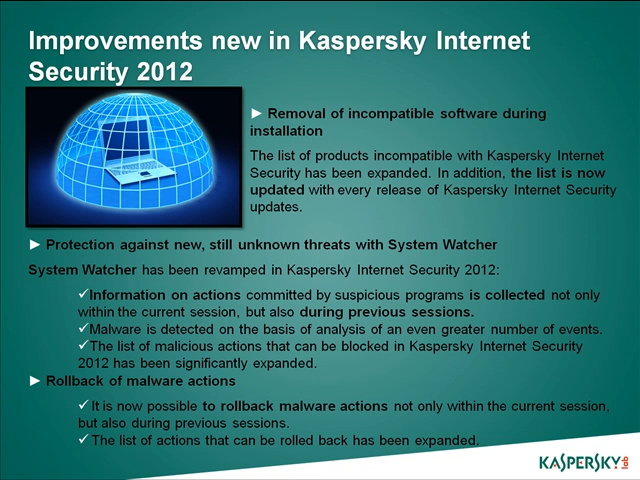 Improvements new in Kaspersky Internet
Security 2012
► Removal of incompatible software during
installation
The list of products incompatible with Kaspersky Internet
Security has been expanded. In addition, the list is now
updated with every release of Kaspersky Internet Security
updates.
► Protection against new, still unknown threats with System Watcher
System Watcher has been revamped in Kaspersky Internet Security 2012:
✓Information on actions committed by suspicious programs is collected not only
within the current session, but also during previous sessions.
✓Malware is detected on the basis of analysis of an even greater number of events.
✓The list of malicious actions that can be blocked in Kaspersky Internet Security
2012 has been significantly expanded.
► Rollback of malware actions
✓ It is now possible to rollback malware actions not only within the current session,
but also during previous sessions.
✓ The list of actions that can be rolled back has been expanded.
KASPERSKY lab